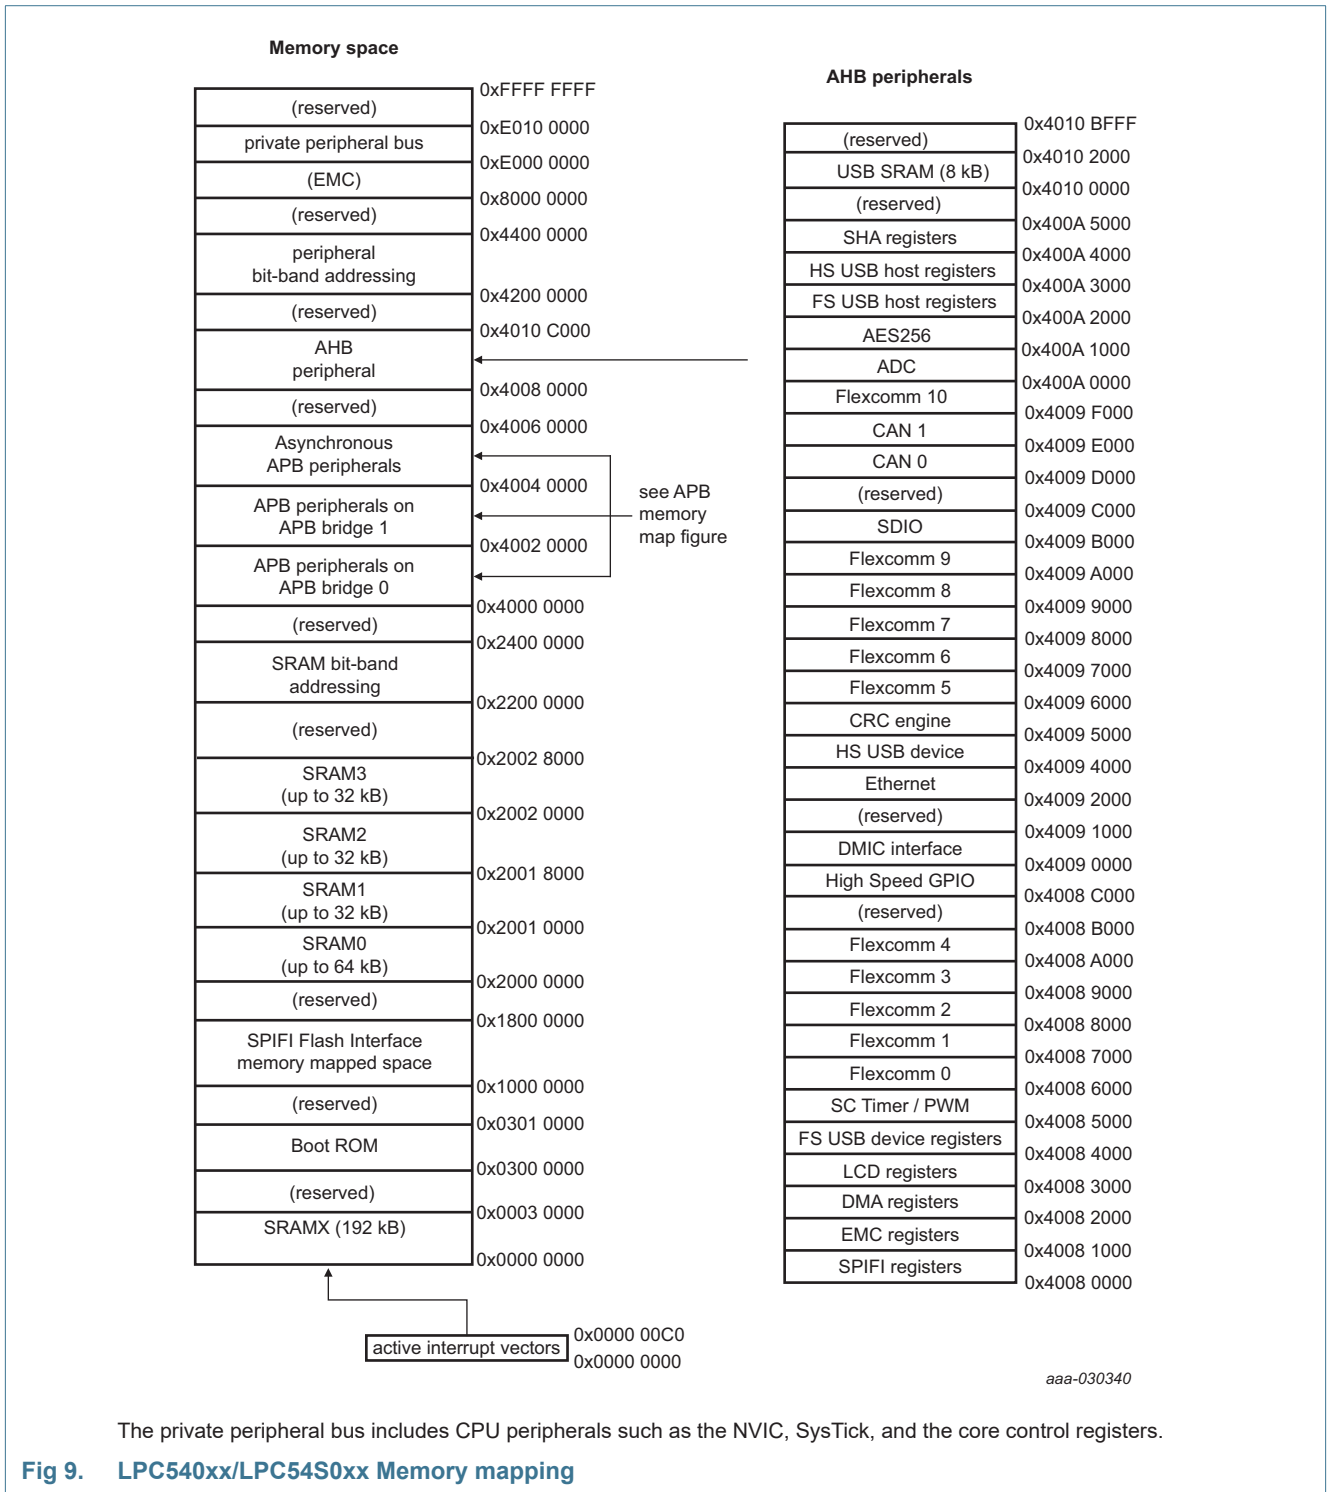 Memory space
0xFFFF FFFF
(reserved)
0xE010 0000
private peripheral bus
0xE000 0000
(EMC)
0x8000 0000
(reserved)
0x4400 0000
peripheral
bit-band addressing
0x4200 0000
(reserved)
0x4010 C000
AHB
peripheral
0x4008 0000
(reserved)
0x4006 0000
Asynchronous
APB peripherals
0x4004 0000
APB peripherals on
APB bridge 1
0x4002 0000
APB peripherals on
APB bridge 0
0x4000 0000
(reserved)
0x2400 0000
SRAM bit-band
addressing
0x2200 0000
(reserved)
0x2002 8000
SRAM3
(up to 32 kB)
0x2002 0000
SRAM2
(up to 32 kB)
0x2001 8000
SRAM1
(up to 32 kB)
0x2001 0000
SRAM0
(up to 64 kB)
0x2000 0000
(reserved)
0x1800 0000
SPIFI Flash Interface
memory mapped space
0x1000 0000
(reserved)
0x0301 0000
Boot ROM
0x0300 0000
(reserved)
0x0003 0000
SRAMX (192 kB)
0x0000 0000
see APB
memory
map figure
0x0000 00C0
active interrupt vectors
0x0000 0000
AHB peripherals
0x4010 BFFF
(reserved)
0x4010 2000
USB SRAM (8 kB)
0x4010 0000
(reserved)
0x400A 5000
SHA registers
0x400A 4000
HS USB host registers
0x400A 3000
FS USB host registers
0x400A 2000
AES256
0x400A 1000
ADC
0x400A 0000
Flexcomm 10
0x4009 F000
CAN 1
0x4009 E000
CAN 0
0x4009 D000
(reserved)
0x4009 C000
SDIO
0x4009 B000
Flexcomm 9
0x4009 A000
Flexcomm 8
0x4009 9000
Flexcomm 7
0x4009 8000
Flexcomm 6
0x4009 7000
Flexcomm 5
0x4009 6000
CRC engine
0x4009 5000
HS USB device
0x4009 4000
Ethernet
0x4009 2000
(reserved)
0x4009 1000
DMIC interface
0x4009 0000
High Speed GPIO
0x4008 C000
(reserved)
0x4008 B000
Flexcomm 4
0x4008 A000
Flexcomm 3
0x4008 9000
Flexcomm 2
0x4008 8000
Flexcomm 1
0x4008 7000
Flexcomm 0
0x4008 6000
SC Timer / PWM
0x4008 5000
FS USB device registers
0x4008 4000
LCD registers
0x4008 3000
DMA registers
0x4008 2000
EMC registers
0x4008 1000
SPIFI registers
0x4008 0000
aaa-030340
The private peripheral bus includes CPU peripherals such as the NVIC, SysTick, and the core control registers.
Fig 9. LPC540xx/LPC54S0xx Memory mapping